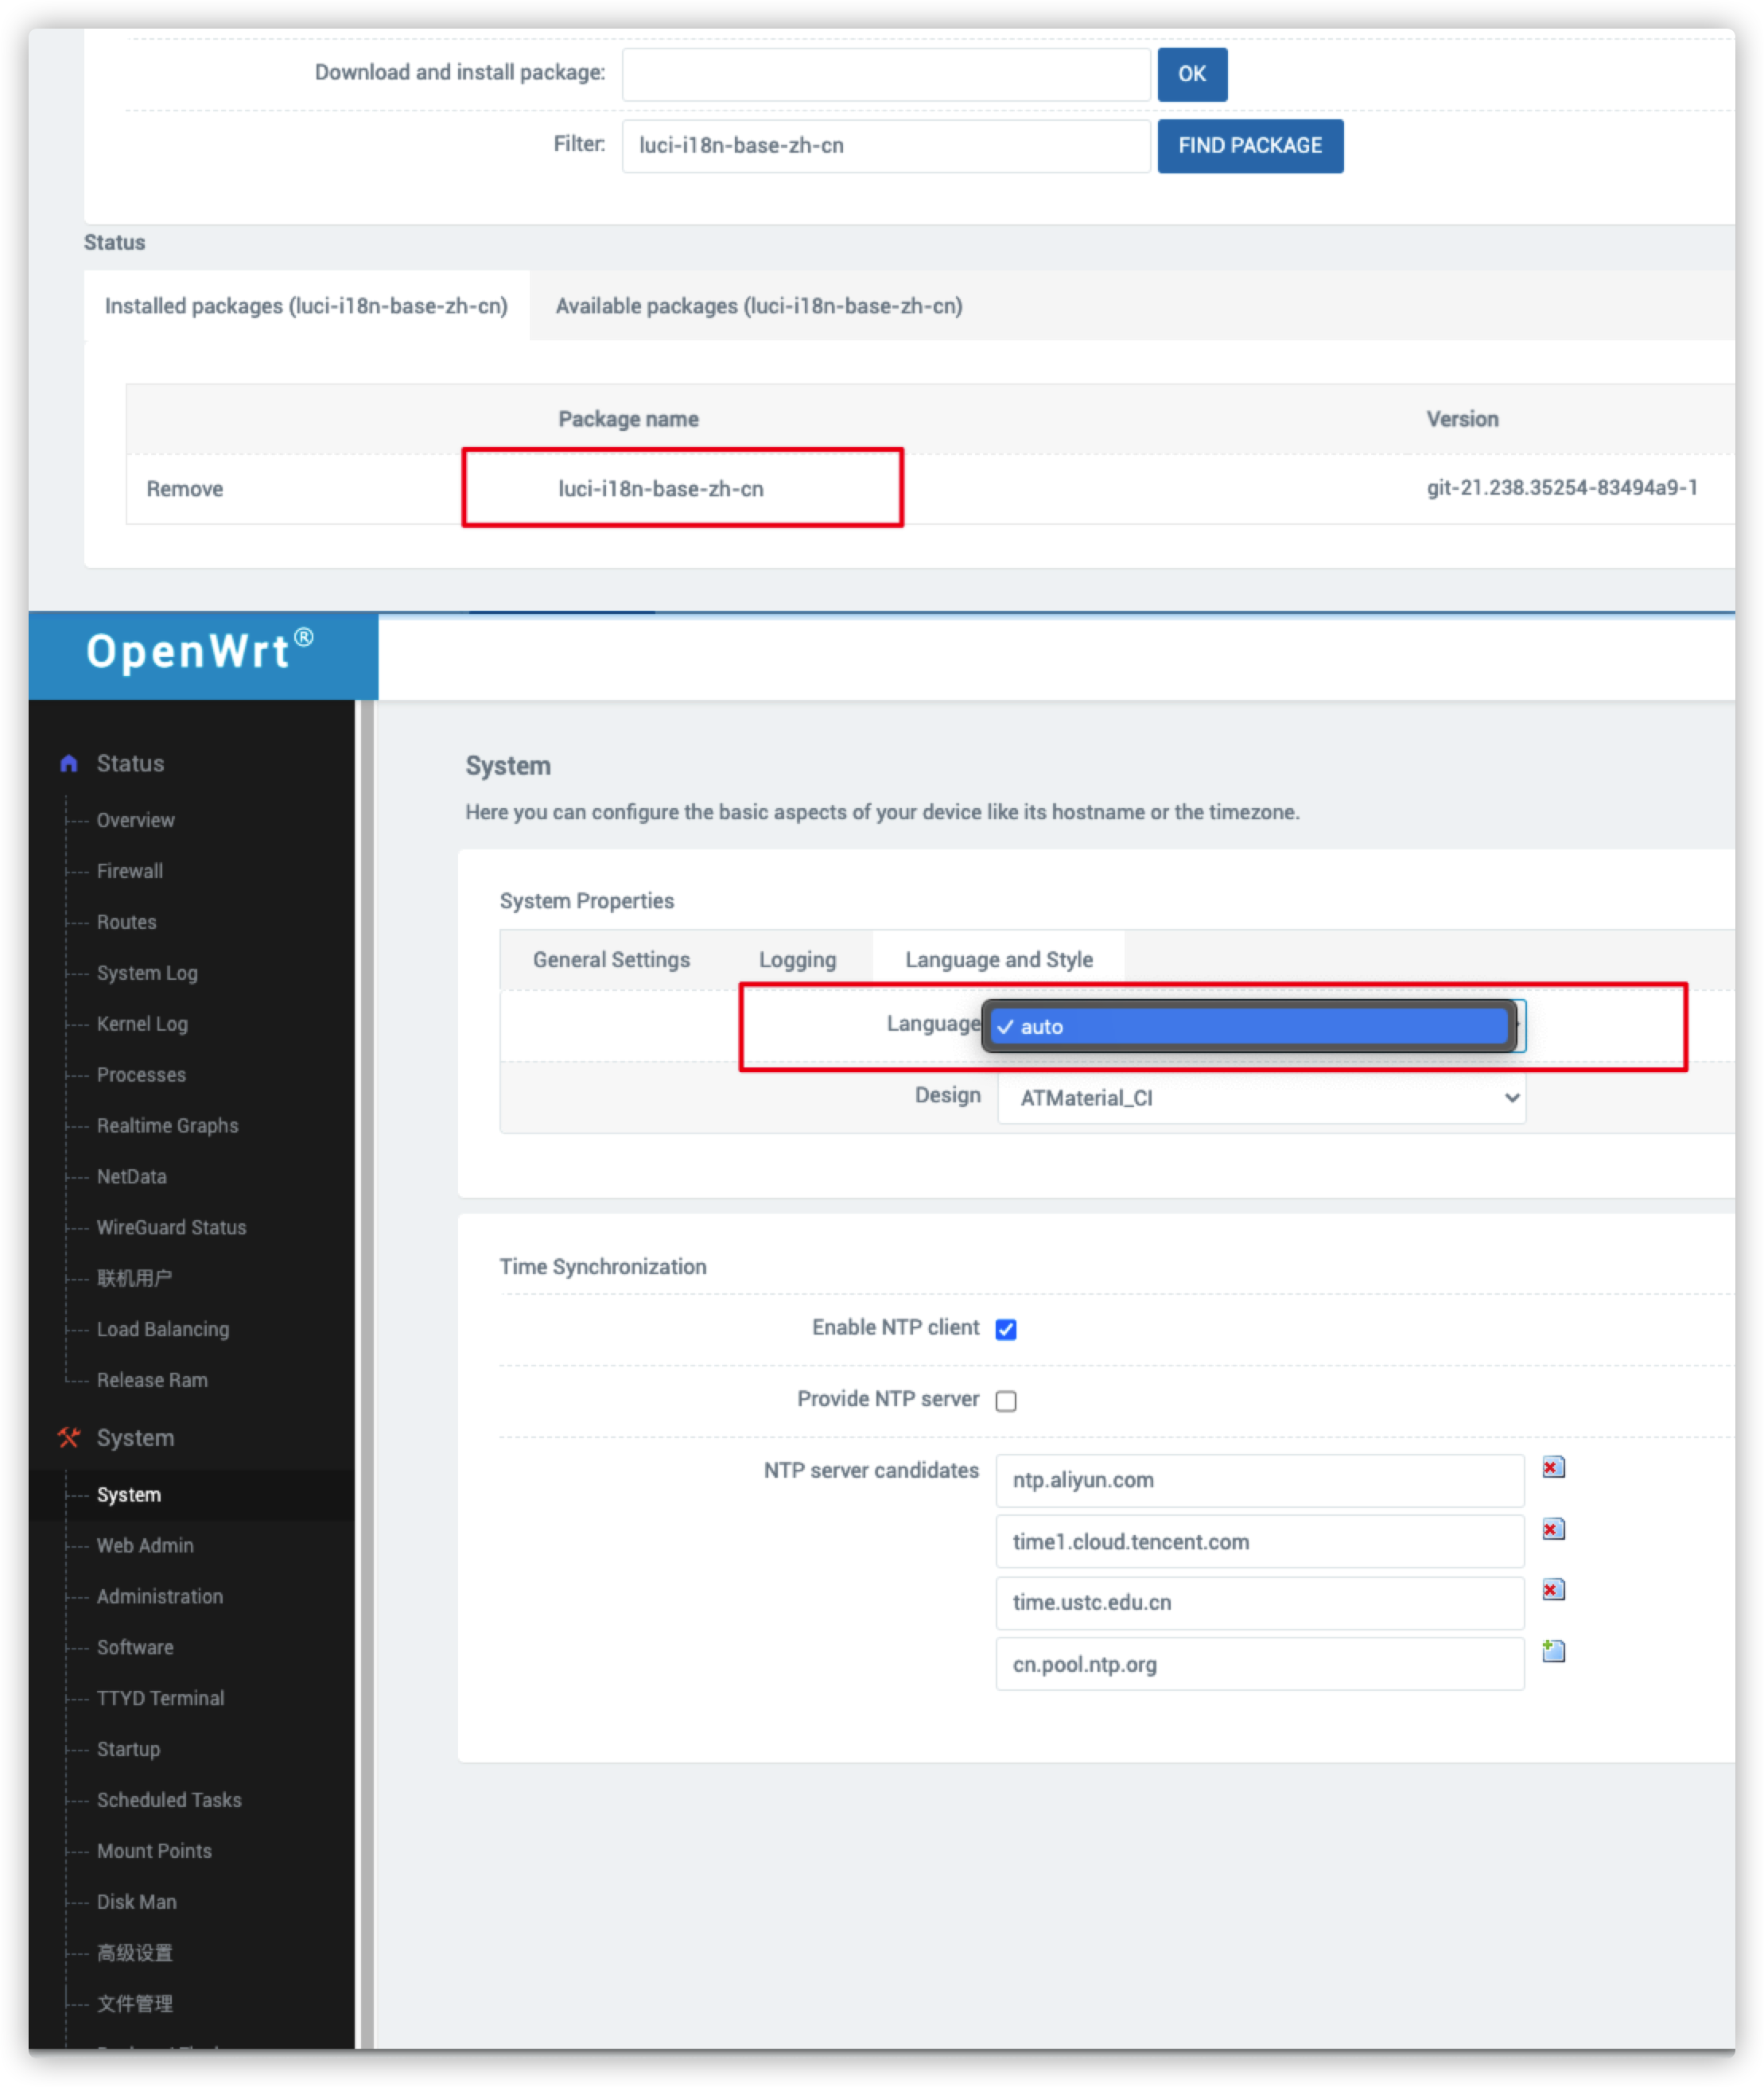 Download and install package:
OK
Filter:
luci-i18n-base-zh-cn
FIND PACKAGE
Status
Installed packages (luci-i18n-base-zh-cn)
Available packages (luci-i18n-base-zh-cn)
Package name
Version
Remove
luci-i18n-base-zh-cn
git-21.238.35254-83494a9-1
OpenWrt®
Status
Overview
Firewall
Routes
System Log
Kernel Log
Processes
Realtime Graphs
NetData
WireGuard Status
联机用户
Load Balancing
Release Ram
System
System
Web Admin
Administration
Software
TTYD Terminal
Startup
Scheduled Tasks
Mount Points
Disk Man
高级设置
文件管理
System
Here you can configure the basic aspects of your device like its hostname or the timezone.
System Properties
General Settings
Logging
Language and Style
Language
auto
Design
ATMaterial_CI
Time Synchronization
Enable NTP client
Provide NTP server
NTP server candidates
ntp.aliyun.com
time1.cloud.tencent.com
time.ustc.edu.cn
cn.pool.ntp.org